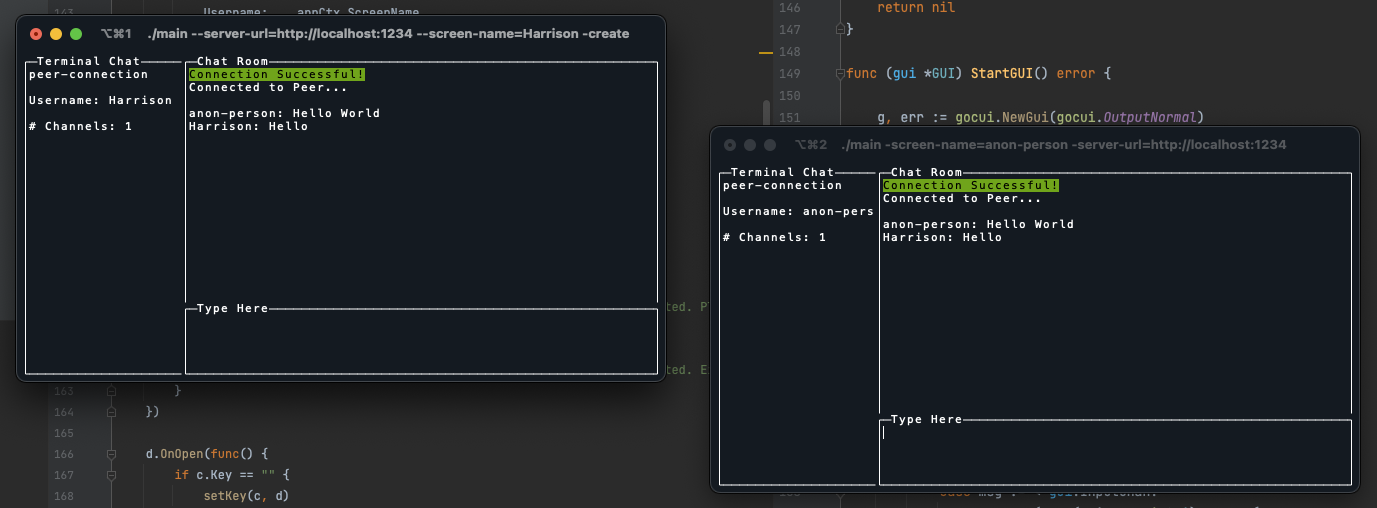 Username: appCtx.ScreenName
⌥⌘1 ./main --server-url=http://localhost:1234 --screen-name=Harrison -create
Terminal Chat
peer-connection
Username: Harrison
# Channels: 1
Chat Room
Connection Successful!
Connected to Peer...
anon-person: Hello World
Harrison: Hello
Type Here
163 }
164 })
165
166 d.OnOpen(func() {
167 if c.Key == "" {
168 setKey(c, d)
146 return nil
147 }
148
149 func (gui *GUI) StartGUI() error {
150
151 g, err := gocui.NewGui(gocui.OutputNormal)
⌥⌘2 ./main -screen-name=anon-person -server-url=http://localhost:1234
Terminal Chat
peer-connection
Username: anon-pers
# Channels: 1
Chat Room
Connection Successful!
Connected to Peer...
anon-person: Hello World
Harrison: Hello
Type Here